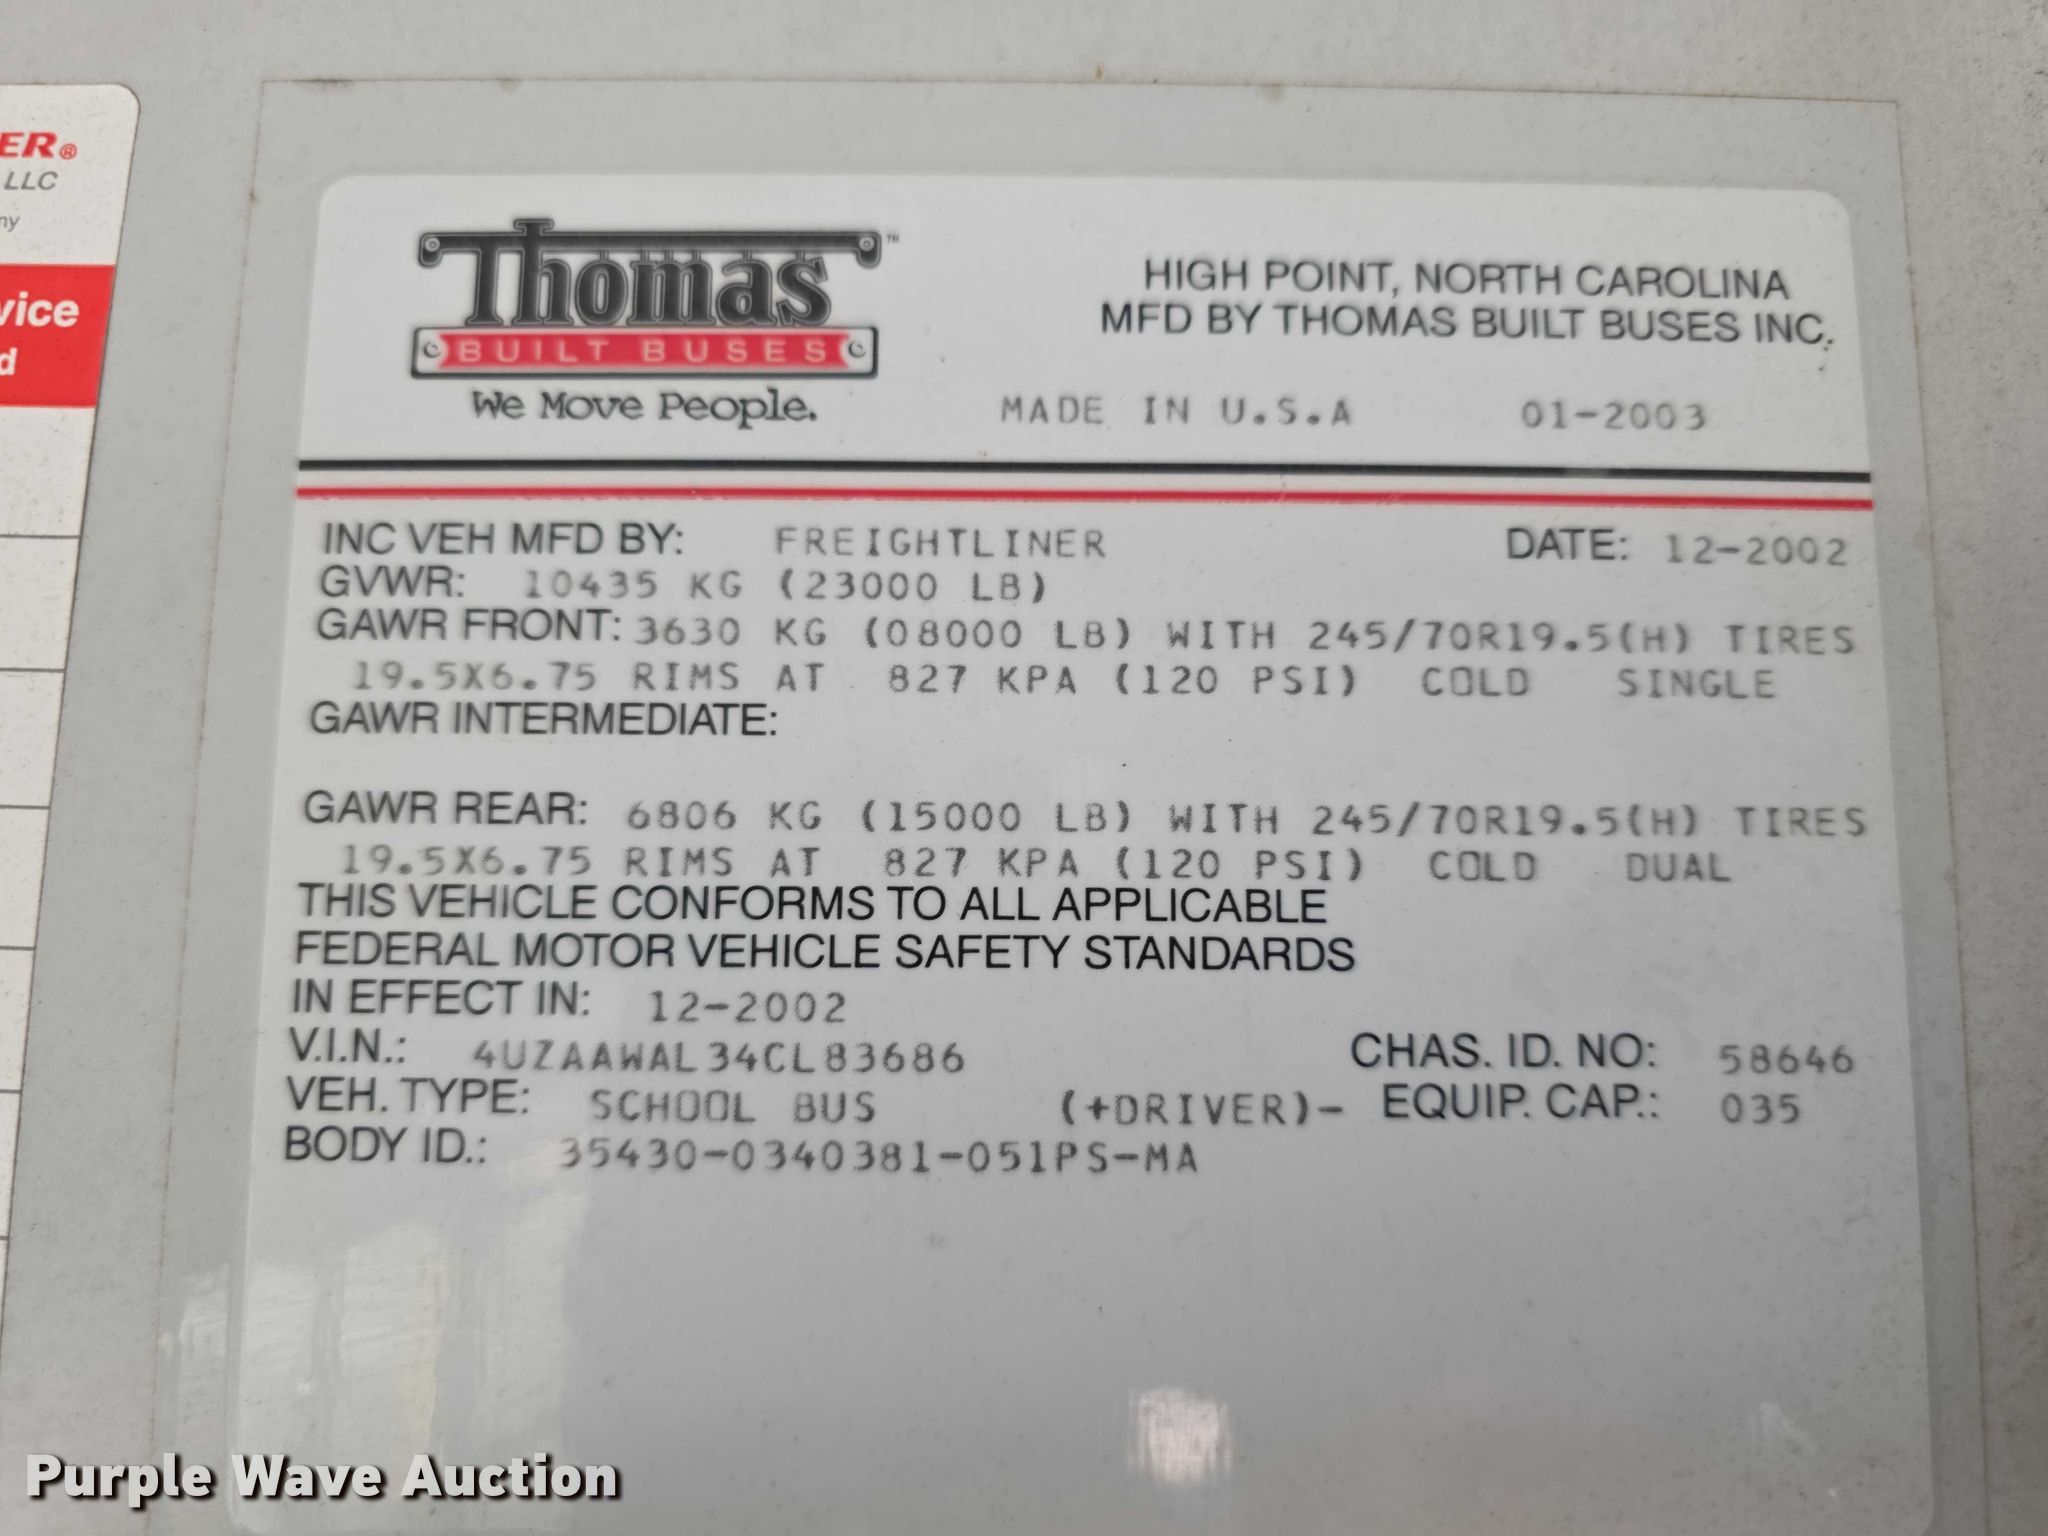 ER®
LLC
ny
vice
d
Thomas™
BUILT BUSES
We Move People.
HIGH POINT, NORTH CAROLINA
MFD BY THOMAS BUILT BUSES INC.
MADE IN U.S.A 01-2003
INC VEH MFD BY: FREIGHTLINER DATE: 12-2002
GVWR: 10435 KG (23000 LB)
GAWR FRONT: 3630 KG (08000 LB) WITH 245/70R19.5(H) TIRES
19.5X6.75 RIMS AT 827 KPA (120 PSI) COLD SINGLE
GAWR INTERMEDIATE:
GAWR REAR: 6806 KG (15000 LB) WITH 245/70R19.5(H) TIRES
19.5X6.75 RIMS AT 827 KPA (120 PSI) COLD DUAL
THIS VEHICLE CONFORMS TO ALL APPLICABLE
FEDERAL MOTOR VEHICLE SAFETY STANDARDS
IN EFFECT IN: 12-2002
V.I.N.: 4UZAAWAL34CL83686 CHAS. ID. NO: 58646
VEH. TYPE: SCHOOL BUS (+DRIVER)- EQUIP. CAP.: 035
BODY ID.: 35430-0340381-051PS-MA
Purple Wave Auction